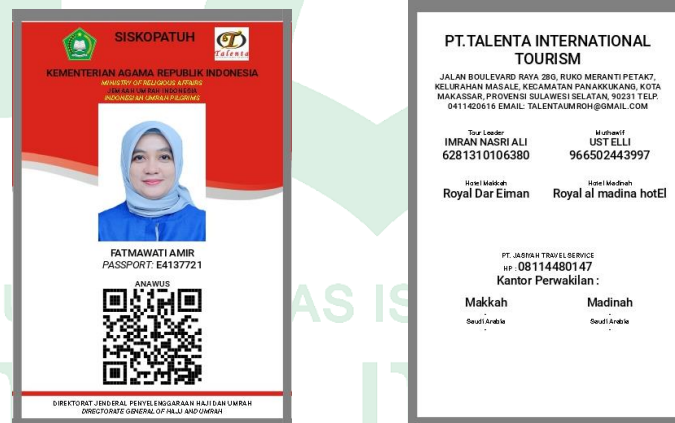 SISKOPATUH
Talenta
KEMENTERIAN AGAMA REPUBLIK INDONESIA
MINISTRY OF RELIGIOUS AFFAIRS
JEMAAH UMRAH INDONESIA
INDONESIAN UMRAH PILGRIMS
FATMAWATI AMIR
PASSPORT: E4137721
ANAWUS
DIREKTORAT JENDERAL PENYELENGGARAAN HAJI DAN UMRAH
DIRECTORATE GENERAL OF HAJJ AND UMRAH
PT.TALENTA INTERNATIONAL
TOURISM
JALAN BOULEVARD RAYA 28G, RUKO MERANTI PETAK7,
KELURAHAN MASALE, KECAMATAN PANAKKUKANG, KOTA
MAKASSAR, PROVENSI SULAWESI SELATAN, 90231 TELP.
0411420616 EMAIL: TALENTAUMROH@GMAIL.COM
Tour Leader
IMRAN NASRI ALI
6281310106380
Muthawif
UST ELLI
966502443997
Hotel Makkah
Royal Dar Eiman
Hotel Madinah
Royal al madina hotEl
PT. JASIYAH TRAVEL SERVICE
HP : 08114480147
Kantor Perwakilan :
Makkah
-
Saudi Arabia
-
Madinah
-
Saudi Arabia
-
AS IS